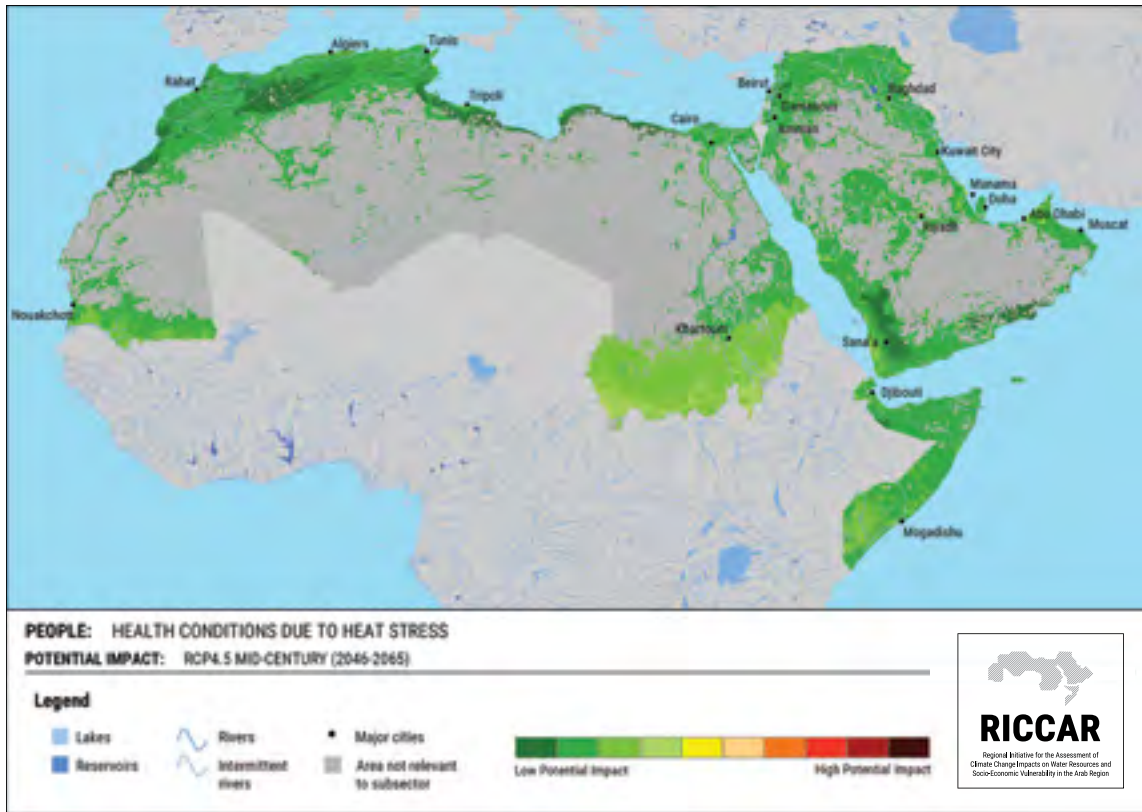 Algiers
Tunis
Rabat
Tripoli
Beirut
Baghdad
Damascus
Cairo
Amman
Kuwait City
Manama
Doha
Abu Dhabi
Riyadh
Muscat
Nouakchott
Khartoum
Sana'a
Djibouti
Mogadishu
PEOPLE: HEALTH CONDITIONS DUE TO HEAT STRESS
POTENTIAL IMPACT: RCP4.5 MID-CENTURY (2046-2065)
Legend
Lakes
Rivers
Major cities
Reservoirs
Intermittent
rivers
Area not relevant
to subsector
Low Potential Impact
High Potential Impact
RICCAR
Regional Initiative for the Assessment of
Climate Change Impacts on Water Resources and
Socio-Economic Vulnerability in the Arab Region